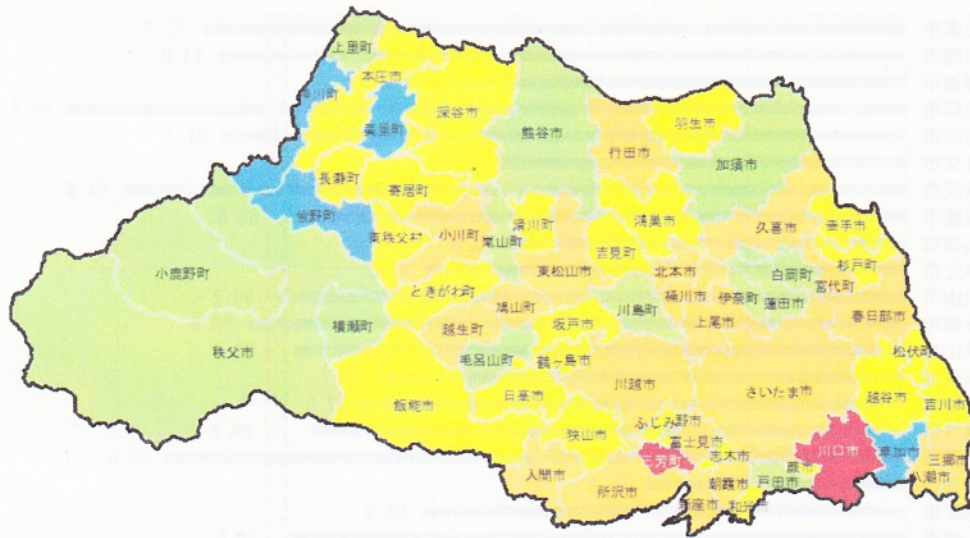 上里町
本庄市
神川町
美里町
深谷市
熊谷市
行田市
羽生市
加須市
長瀞町
寄居町
皆野町
東秩父村
小川町
嵐山町
滑川町
吉見町
鴻巣市
久喜市
幸手市
小鹿野町
ときがわ町
東松山市
北本市
白岡町
杉戸町
宮代町
秩父市
横瀬町
越生町
鳩山町
坂戸市
川島町
桶川市
伊奈町
蓮田市
上尾市
春日部市
毛呂山町
鶴ヶ島市
松伏町
飯能市
日高市
川越市
さいたま市
越谷市
吉川市
狭山市
ふじみ野市
富士見市
三芳町
志木市
川口市
草加市
三郷市
入間市
所沢市
朝霞市
蕨市
戸田市
八潮市
新座市
和光市